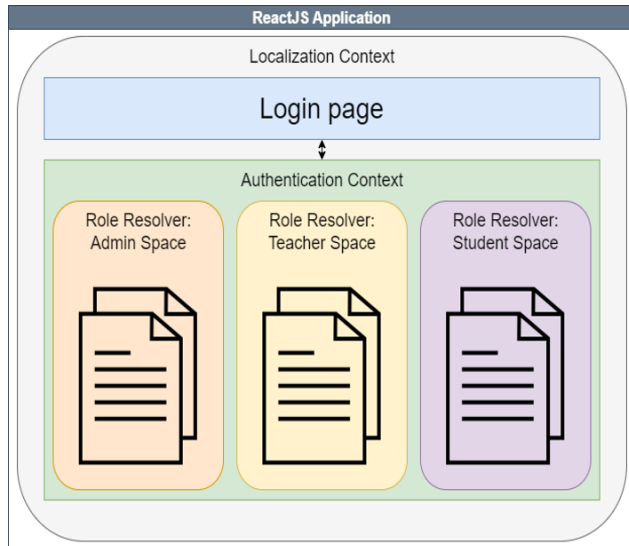 ReactJS Application
Localization Context
Login page
Authentication Context
Role Resolver:
Admin Space
Role Resolver:
Teacher Space
Role Resolver:
Student Space